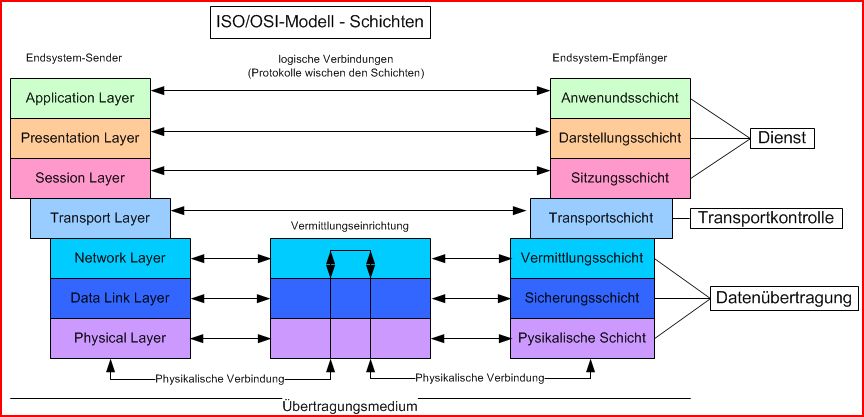 ISO/OSI-Modell - Schichten
Endsystem-Sender
logische Verbindungen
(Protokolle wischen den Schichten)
Endsystem-Empfänger
Application Layer
Anwendsschicht
Presentation Layer
Darstellungsschicht
Dienst
Session Layer
Sitzungsschicht
Transport Layer
Transportschicht
Transportkontrolle
Vermittlungseinrichtung
Network Layer
Vermittlungsschicht
Data Link Layer
Sicherungsschicht
Datenübertragung
Physical Layer
Pysikalische Schicht
Physikalische Verbindung
Physikalische Verbindung
Übertragungsmedium